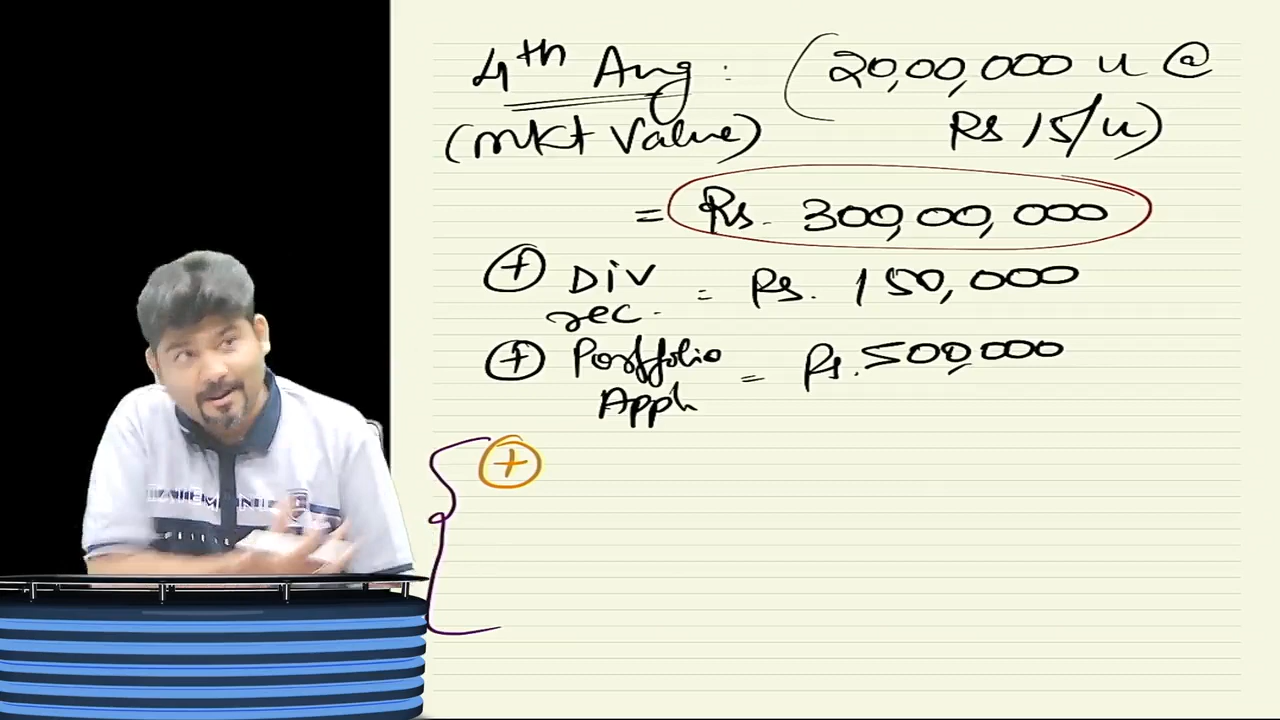 4th Aug : (20,00,000 u @
(mkt Value) Rs 15/u)
= Rs. 300,00,000
+ Div rec. = Rs. 150,000
+ Portfolio App = Rs. 500,000
+